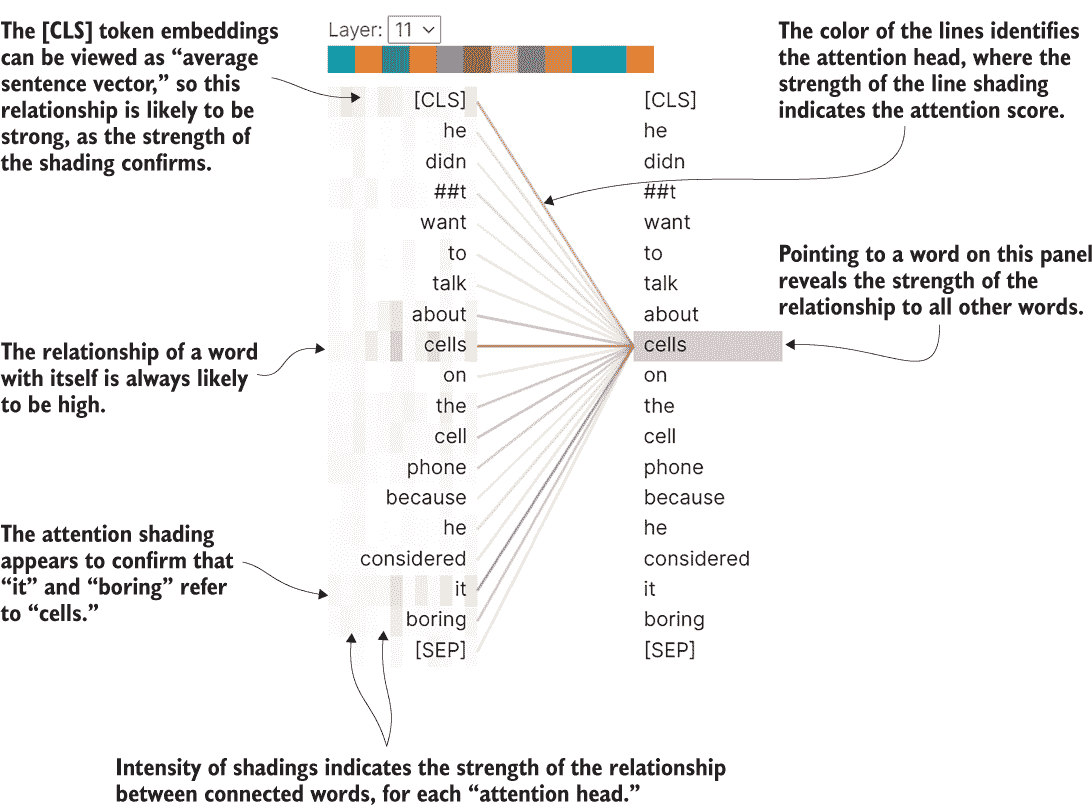 The [CLS] token embeddings
can be viewed as “average
sentence vector,” so this
relationship is likely to be
strong, as the strength of
the shading confirms.
Layer: 11
The color of the lines identifies
the attention head, where the
strength of the line shading
indicates the attention score.
[CLS] [CLS]
he he
didn didn
##t ##t
want want
to to
talk talk
about about
cells cells
on on
the the
cell cell
phone phone
because because
he he
considered considered
it it
boring boring
[SEP] [SEP]
Pointing to a word on this panel
reveals the strength of the
relationship to all other words.
The relationship of a word
with itself is always likely
to be high.
The attention shading
appears to confirm that
“it” and “boring” refer
to “cells.”
Intensity of shadings indicates the strength of the relationship
between connected words, for each “attention head.”